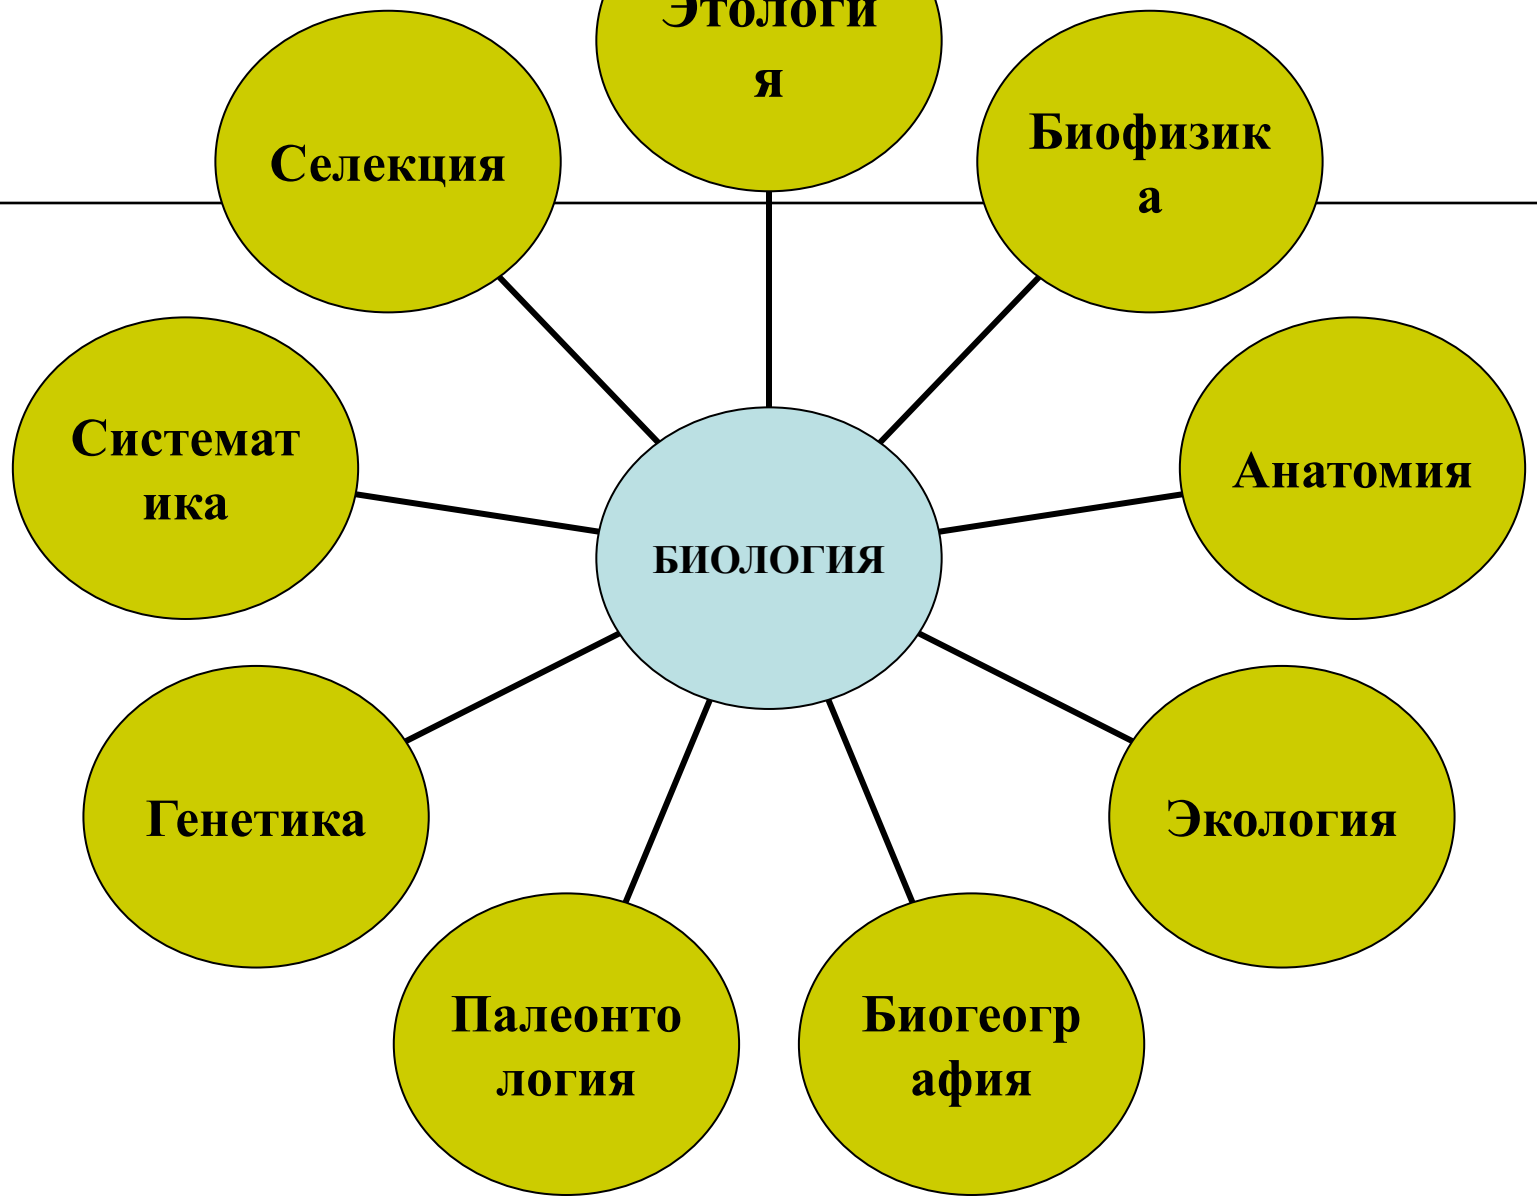 Этологи
я
Биофизик
а
Селекция
Системат
ика
Анатомия
БИОЛОГИЯ
Генетика
Экология
Палеонто
логия
Биогеогр
афия